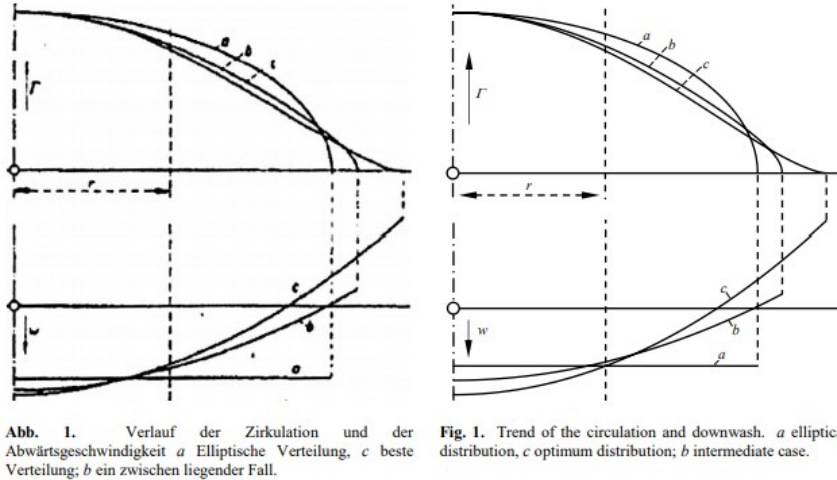 a
b
c
Γ
r
c
b
w
a
Abb. 1. Verlauf der Zirkulation und der
Abwärtsgeschwindigkeit a Elliptische Verteilung, c beste
Verteilung; b ein zwischen liegender Fall.
a
b
c
Γ
r
c
w
b
a
Fig. 1. Trend of the circulation and downwash. a elliptic
distribution, c optimum distribution; b intermediate case.